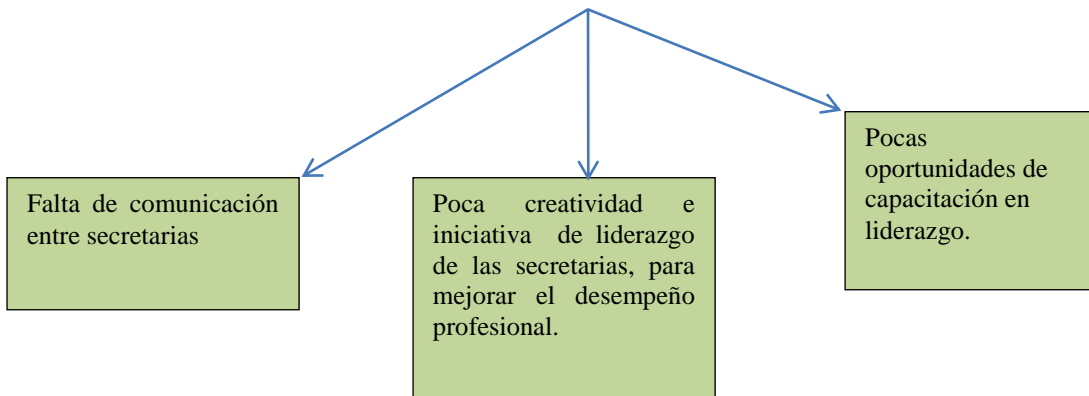 Falta de comunicación
entre secretarias
Poca creatividad e
iniciativa de liderazgo
de las secretarias, para
mejorar el desempeño
profesional.
Pocas
oportunidades de
capacitación en
liderazgo.